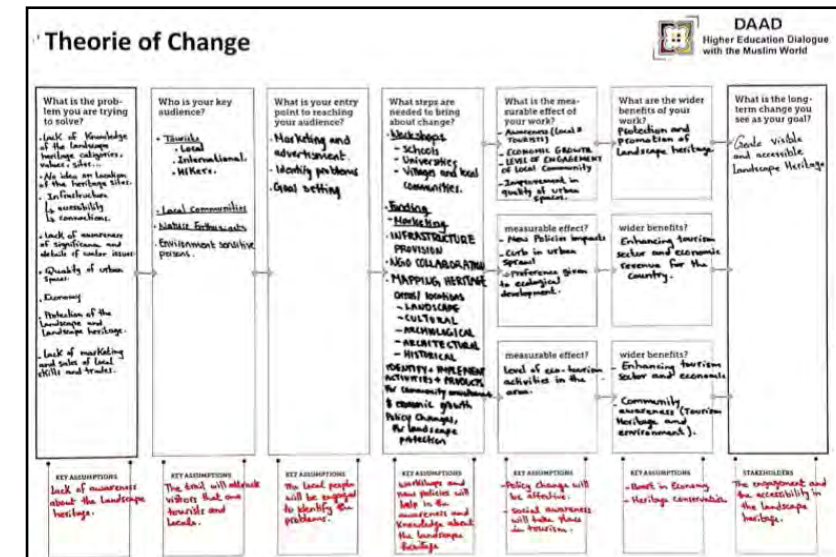 Theorie of Change
DAAD
Higher Education Dialogue
with the Muslim World
What is the prob-
lem you are trying
to solve?
- Lack of Knowledge
of the landscape
heritage categories,
values, sites...
- No idea on location
of the heritage sites.
- Infrastructure
↳ accessibility
↳ connections.
- Lack of awareness
of significance and
details of water issues
- Quality of urban
spaces.
- Economy
- Protection of the
Landscape and
Landscape heritage.
- Lack of marketing
and sales of local
skills and trades.
Who is your key
audience?
- Tourists
• Local
• International.
• Hikers.
- Local Communities
- Nature Enthusiasts
- Environment sensitive
persons.
What is your entry
point to reaching
your audience?
- Marketing and
advertisment.
- Identify problems
- Goal setting
What steps are
needed to bring
about change?
- Workshops
- Schools
- Universities
- Villages and local
communities.
- Funding
- Marketing
- INFRASTRUCTURE
PROVISION
- NGO COLLABORATION
- MAPPING HERITAGE
areas/ locations
- LANDSCAPE
- CULTURAL
- ARCHEOLOGICAL
- ARCHITECTURAL
- HISTORICAL
IDENTIFY + IMPLEMENT
ACTIVITIES + PRODUCTS
for community
& economic growth
Policy Changes,
for landscape
protection
What is the mea-
surable effect of
your work?
- Awareness (Local &
TOURISTS)
- ECONOMIC GROWTH
- LEVEL OF ENGAGEMENT
OF Local Community
- Improvement in
quality of urban
spaces.
measurable effect?
- New Policies impacts
- Curb in urban
sprawl
- Preference given
to ecological
development.
measurable effect?
Level of eco-tourism
activities in the
area.
What are the wider
benefits of your
work?
Protection and
promotion of
Landscape heritage
wider benefits?
Enhancing tourism
sector and economic
revenue for the
country.
wider benefits?
- Enhancing tourism
sector and economic
- Community
awareness (Tourism
Heritage and
environment).
What is the long-
term change you
see as your goal?
Create visible
and accessible
Landscape Heritage
KEY ASSUMPTIONS
Lack of awareness
about the landscape
heritage.
KEY ASSUMPTIONS
The trail will attract
visitors that are
tourists and
locals.
KEY ASSUMPTIONS
The local people
will be engaged
to identify the
problems.
KEY ASSUMPTIONS
workshops and
new policies will
help in the
awareness and
knowledge about
the landscape
heritage
KEY ASSUMPTIONS
- Policy change will
be effective.
- Social awareness
will take place
in tourism.
KEY ASSUMPTIONS
- Boost in Economy
- Heritage Conservation
STAKEHOLDERS
The engagement and
the accessibility in
the landscape
heritage.